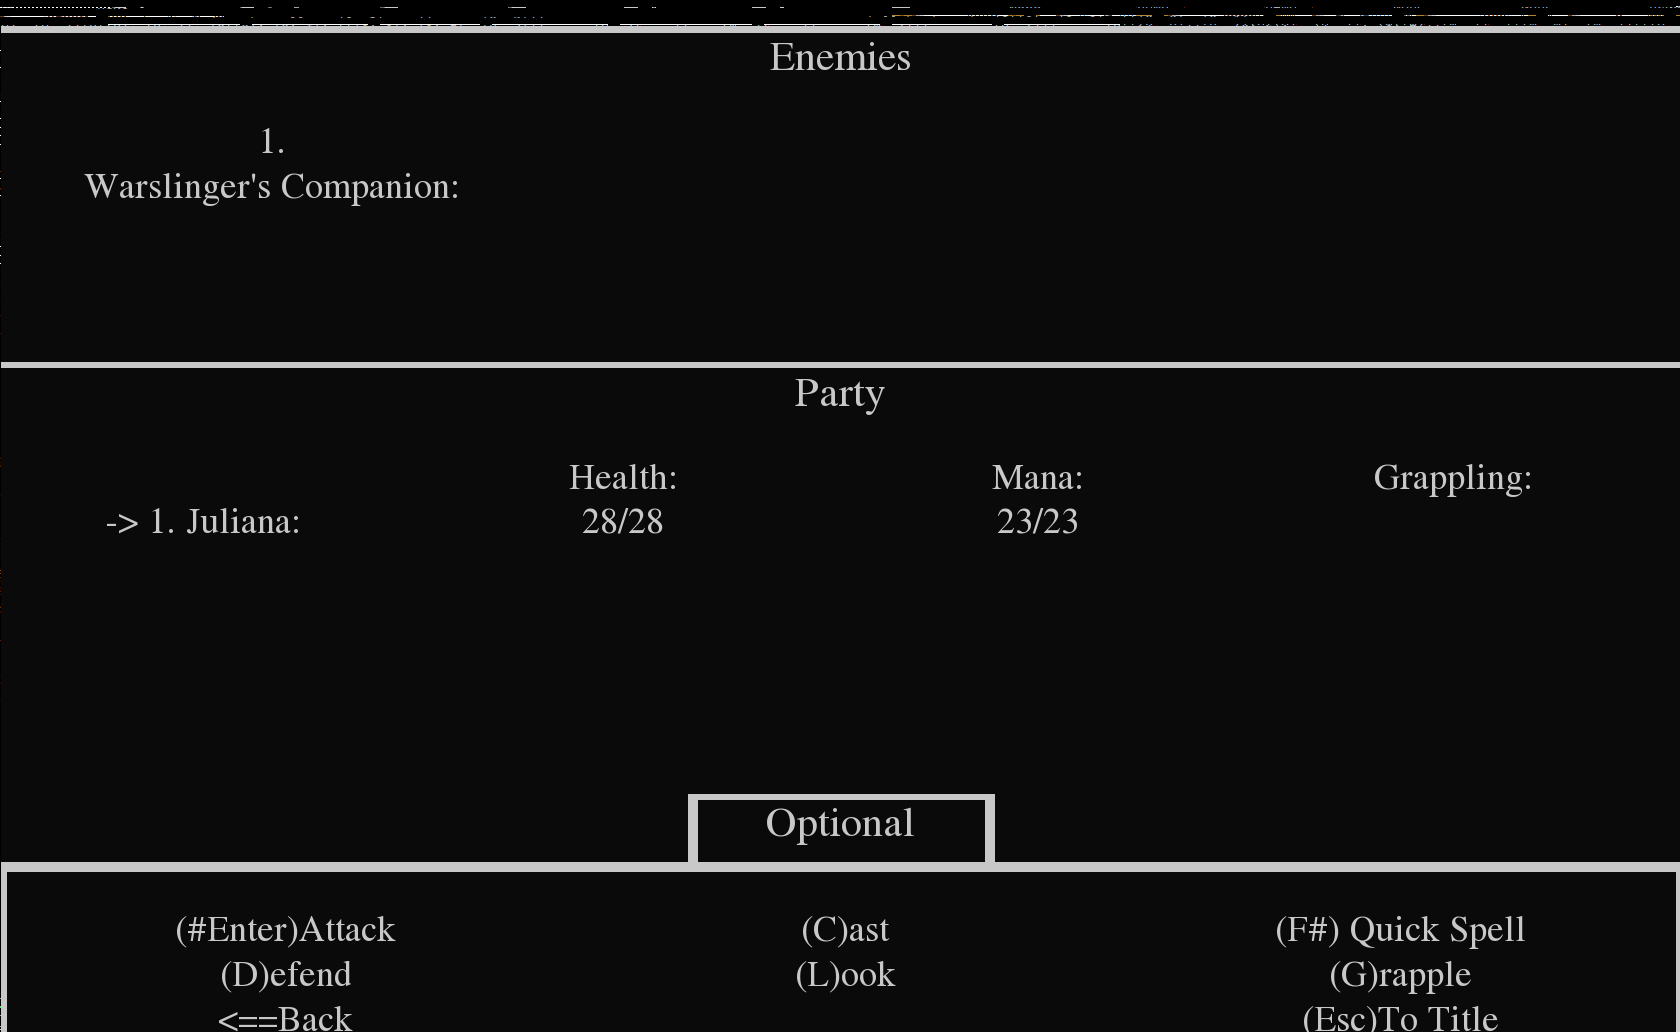 Enemies
1.
Warslinger's Companion:
Party
Health: Mana: Grappling:
-> 1. Juliana: 28/28 23/23
Optional
(#Enter)Attack (C)ast (F#) Quick Spell
(D)efend (L)ook (G)rapple
<==Back (Esc)To Title